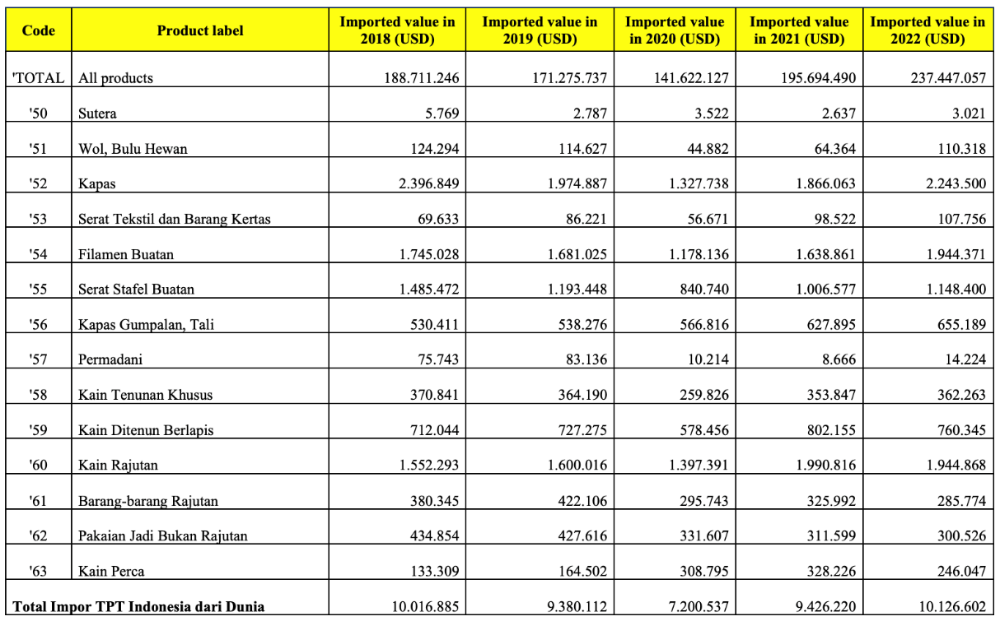 Code Product label Imported value in 2018 (USD) Imported value in 2019 (USD) Imported value in 2020 (USD) Imported value in 2021 (USD) Imported value in 2022 (USD)
'TOTAL All products 188.711.246 171.275.737 141.622.127 195.694.490 237.447.057
'50 Sutera 5.769 2.787 3.522 2.637 3.021
'51 Wol, Bulu Hewan 124.294 114.627 44.882 64.364 110.318
'52 Kapas 2.396.849 1.974.887 1.327.738 1.866.063 2.243.500
'53 Serat Tekstil dan Barang Kertas 69.633 86.221 56.671 98.522 107.756
'54 Filamen Buatan 1.745.028 1.681.025 1.178.136 1.638.861 1.944.371
'55 Serat Stafel Buatan 1.485.472 1.193.448 840.740 1.006.577 1.148.400
'56 Kapas Gumpalan, Tali 530.411 538.276 566.816 627.895 655.189
'57 Permadani 75.743 83.136 10.214 8.666 14.224
'58 Kain Tenunan Khusus 370.841 364.190 259.826 353.847 362.263
'59 Kain Ditenun Berlapis 712.044 727.275 578.456 802.155 760.345
'60 Kain Rajutan 1.552.293 1.600.016 1.397.391 1.990.816 1.944.868
'61 Barang-barang Rajutan 380.345 422.106 295.743 325.992 285.774
'62 Pakaian Jadi Bukan Rajutan 434.854 427.616 331.607 311.599 300.526
'63 Kain Perca 133.309 164.502 308.795 328.226 246.047
Total Impor TPT Indonesia dari Dunia 10.016.885 9.380.112 7.200.537 9.426.220 10.126.602